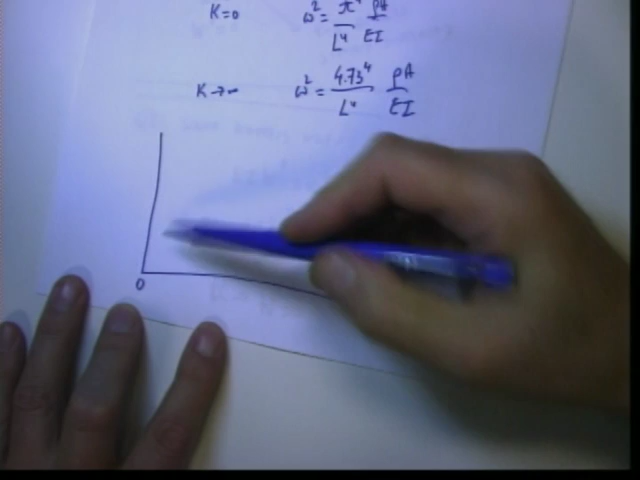 K=0 ω² = π⁴/L⁴ ρA/EI
K→∞ ω² = 4.73⁴/L⁴ ρA/EI
0